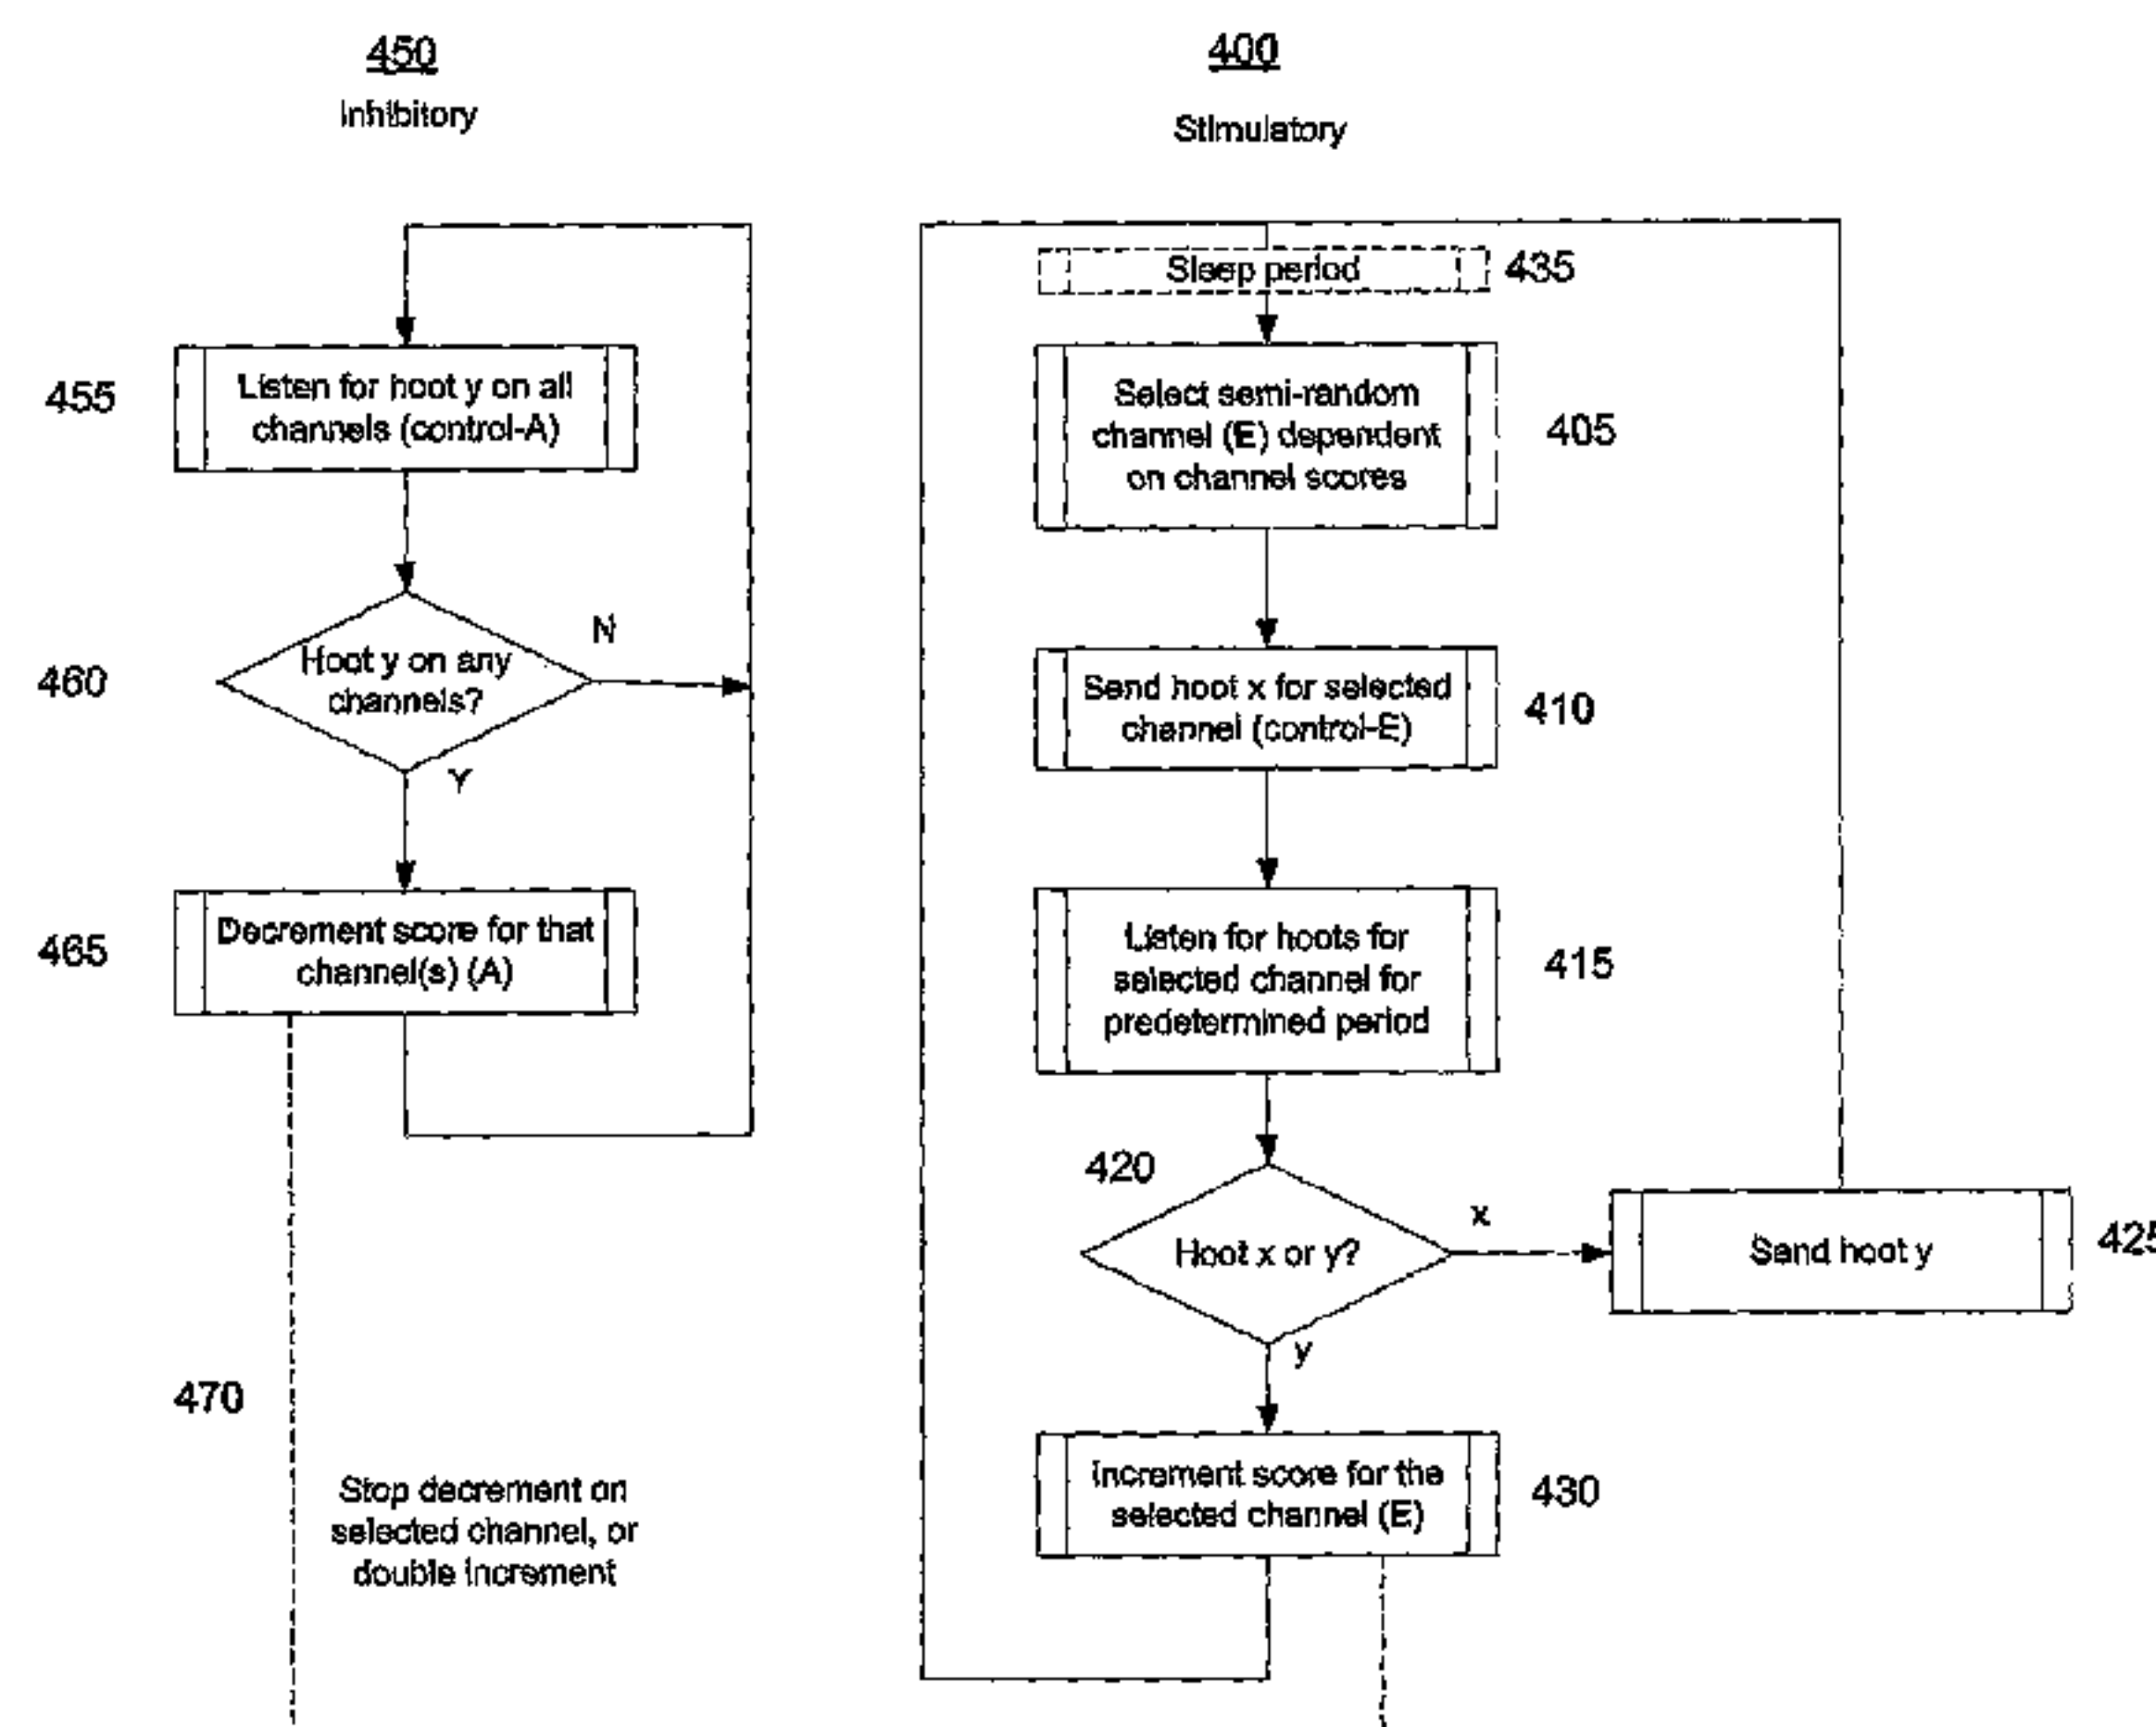 450
Inhibitory
455
Listen for hoot y on all
channels (control-A)
460
Hoot y on any
channels?
N
Y
465
Decrement score for that
channel(s) (A)
470
Stop decrement on
selected channel, or
double increment
400
Stimulatory
Sleep period
435
Select semi-random
channel (E) dependent
on channel scores
405
Send hoot x for selected
channel (control-E)
410
Listen for hoots for
selected channel for
predetermined period
415
420
Hoot x or y?
x
Send hoot y
425
y
Increment score for the
selected channel (E)
430